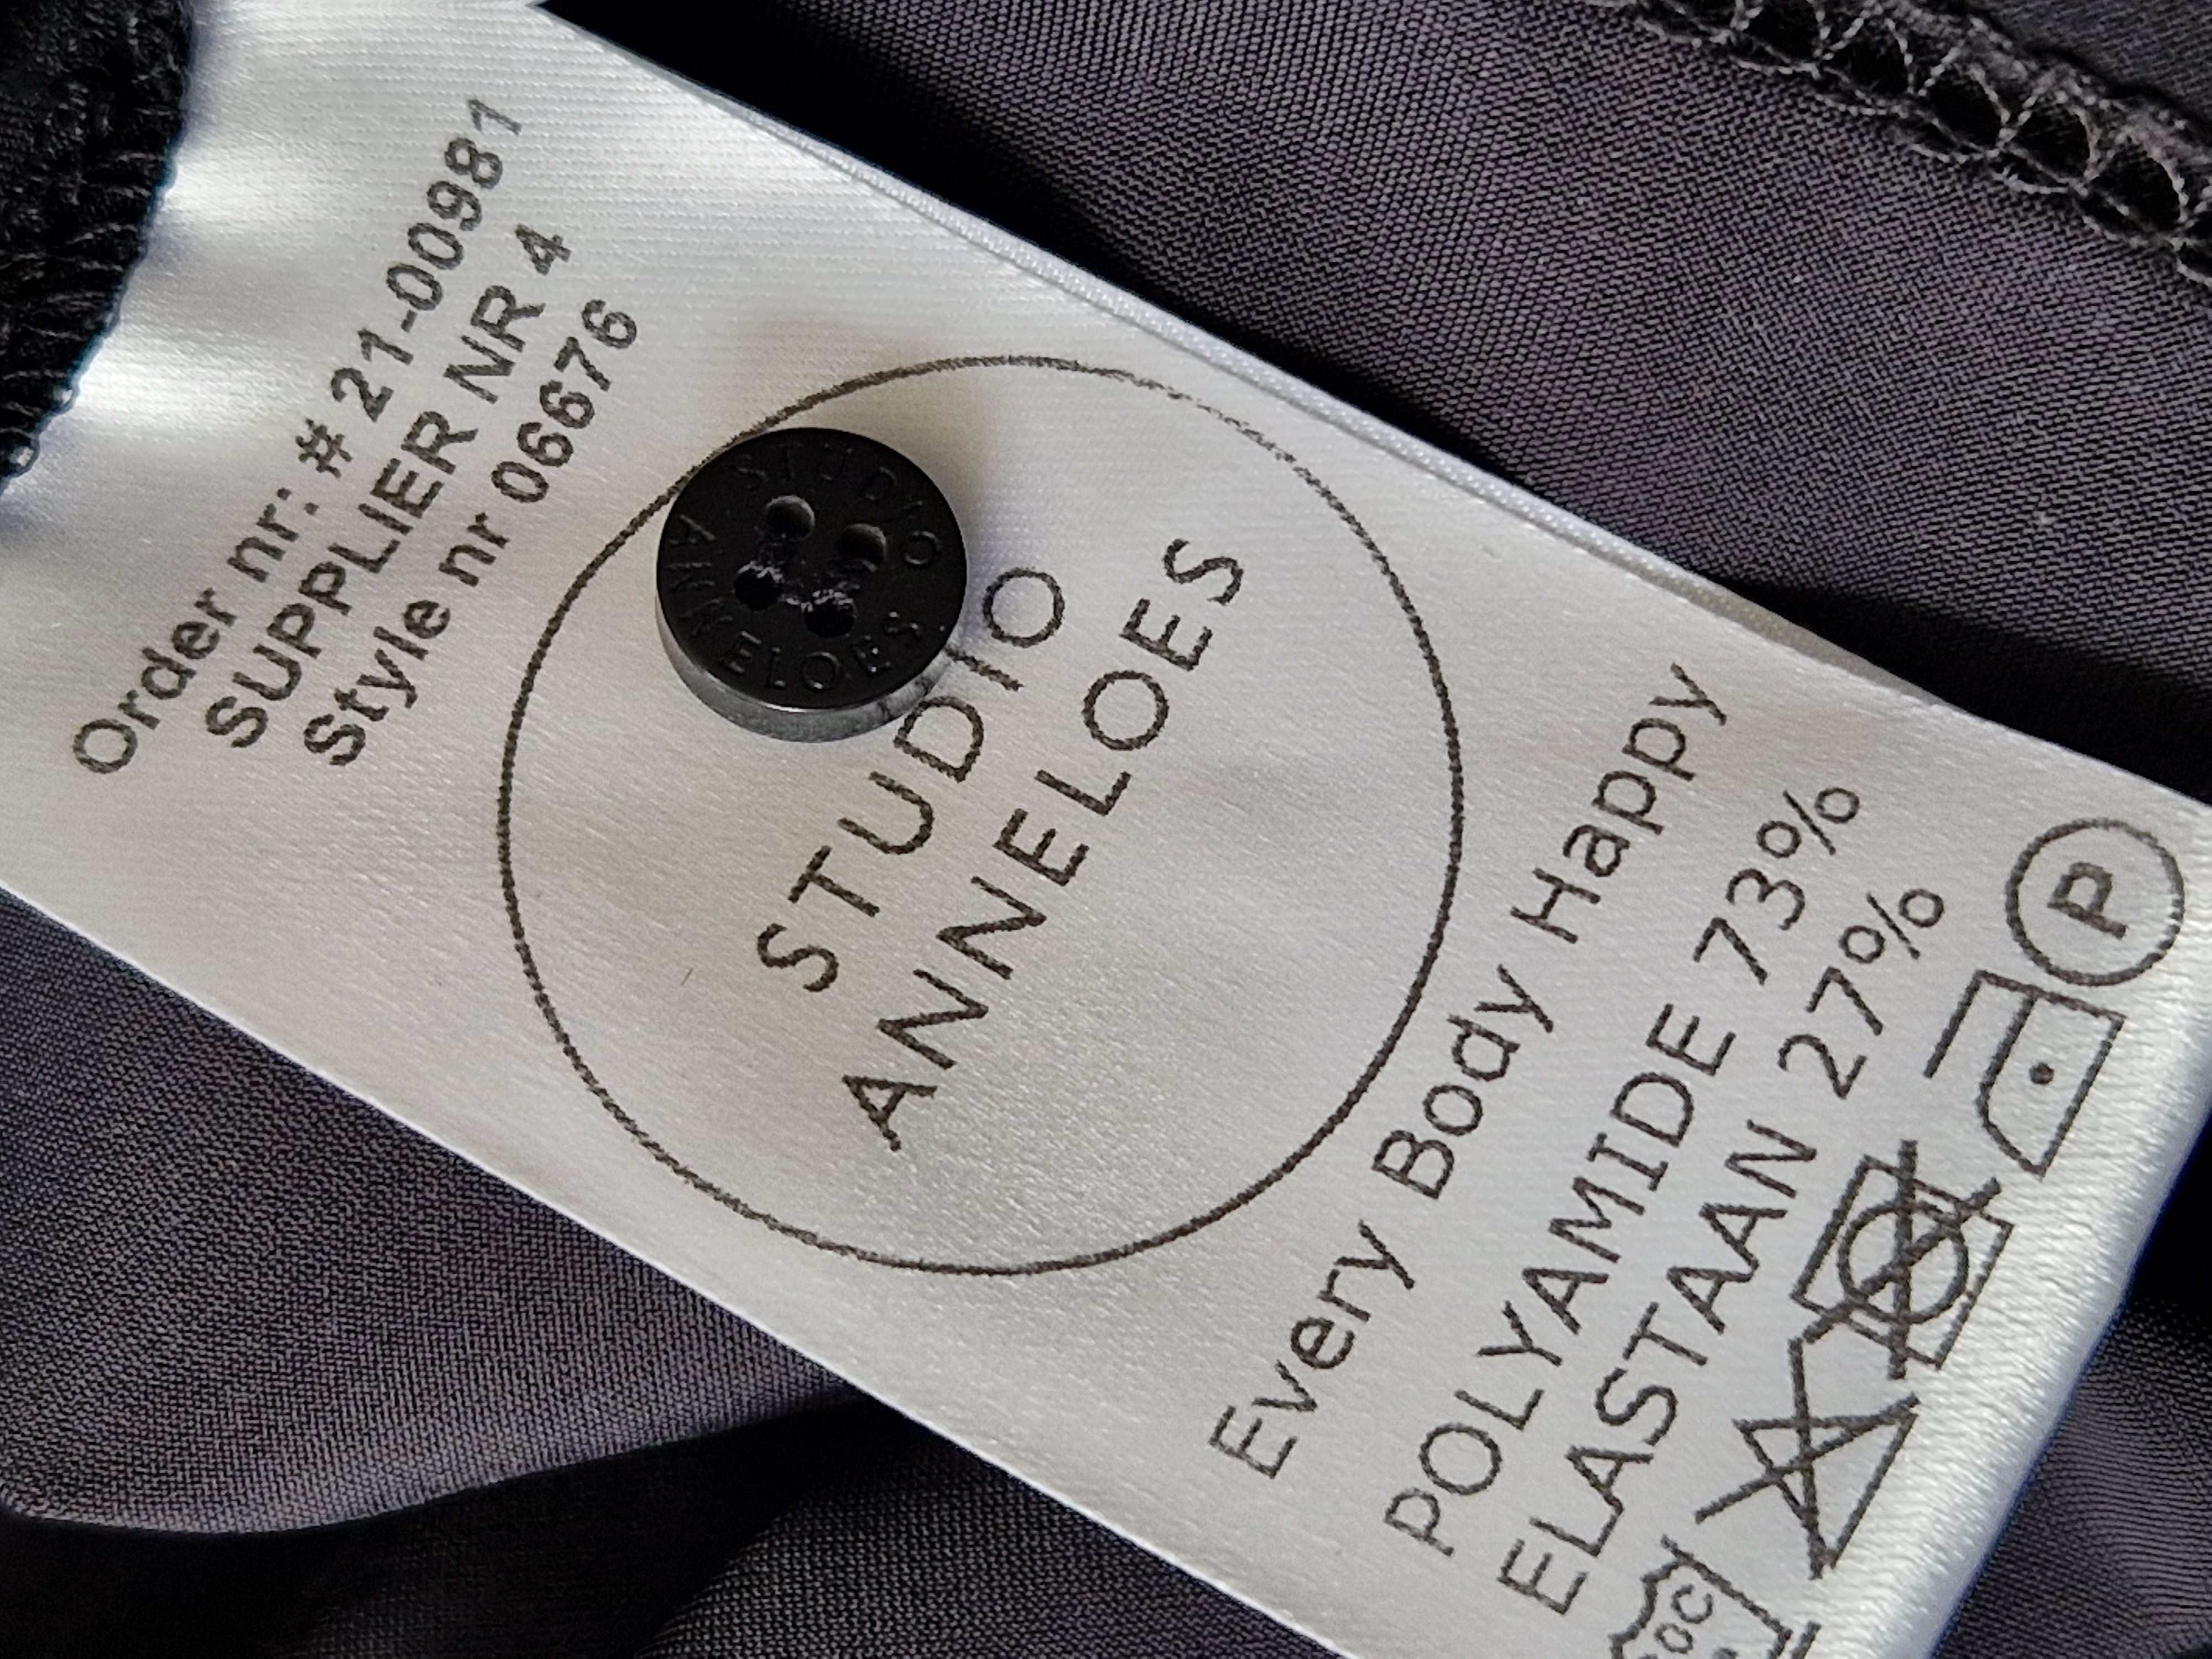 Order nr: # 21-00981
SUPPLIER NR 4
Style nr 06676
STUDIO
ANNELOES
STUDIO
ANNELOES
Every Body Happy
POLYAMIDE 73%
ELASTAAN 27%
P